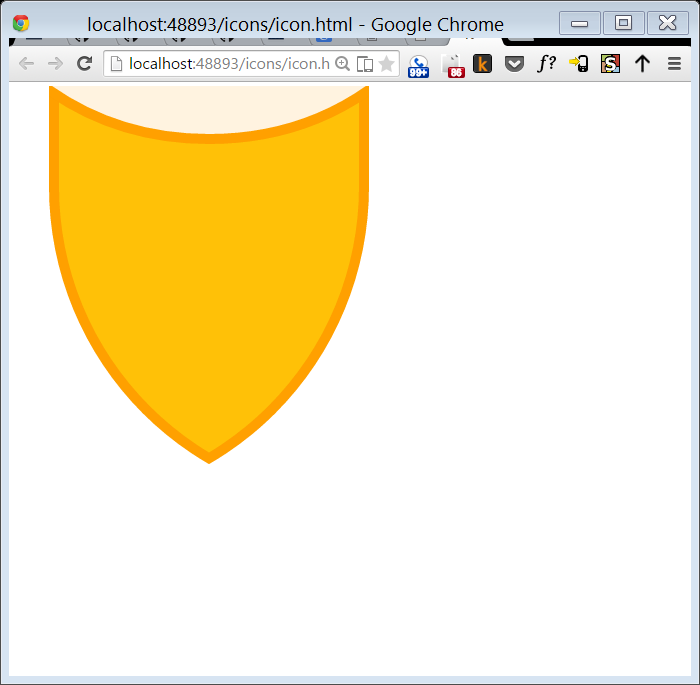 localhost:48893/icons/icon.html - Google Chrome
localhost:48893/icons/icon.h
99+
86
k
f?
S